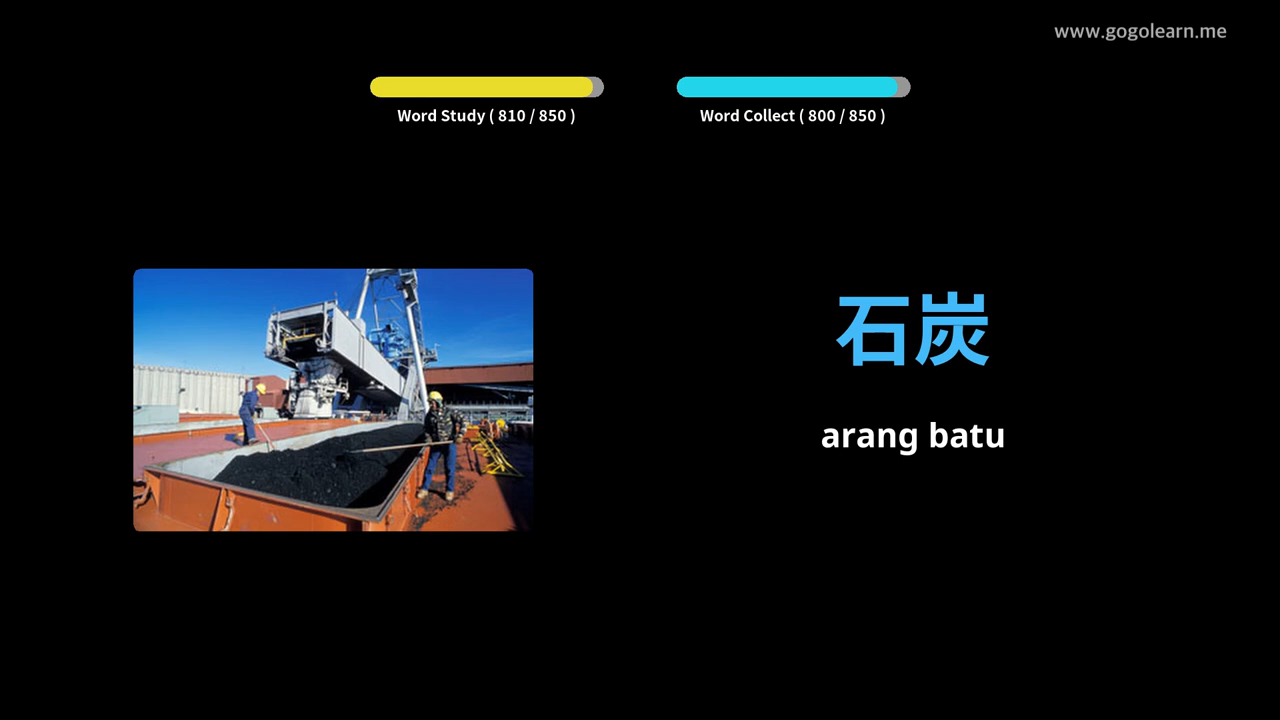 www.gogolearn.me
Word Study ( 810 / 850 )
Word Collect ( 800 / 850 )
石炭
arang batu